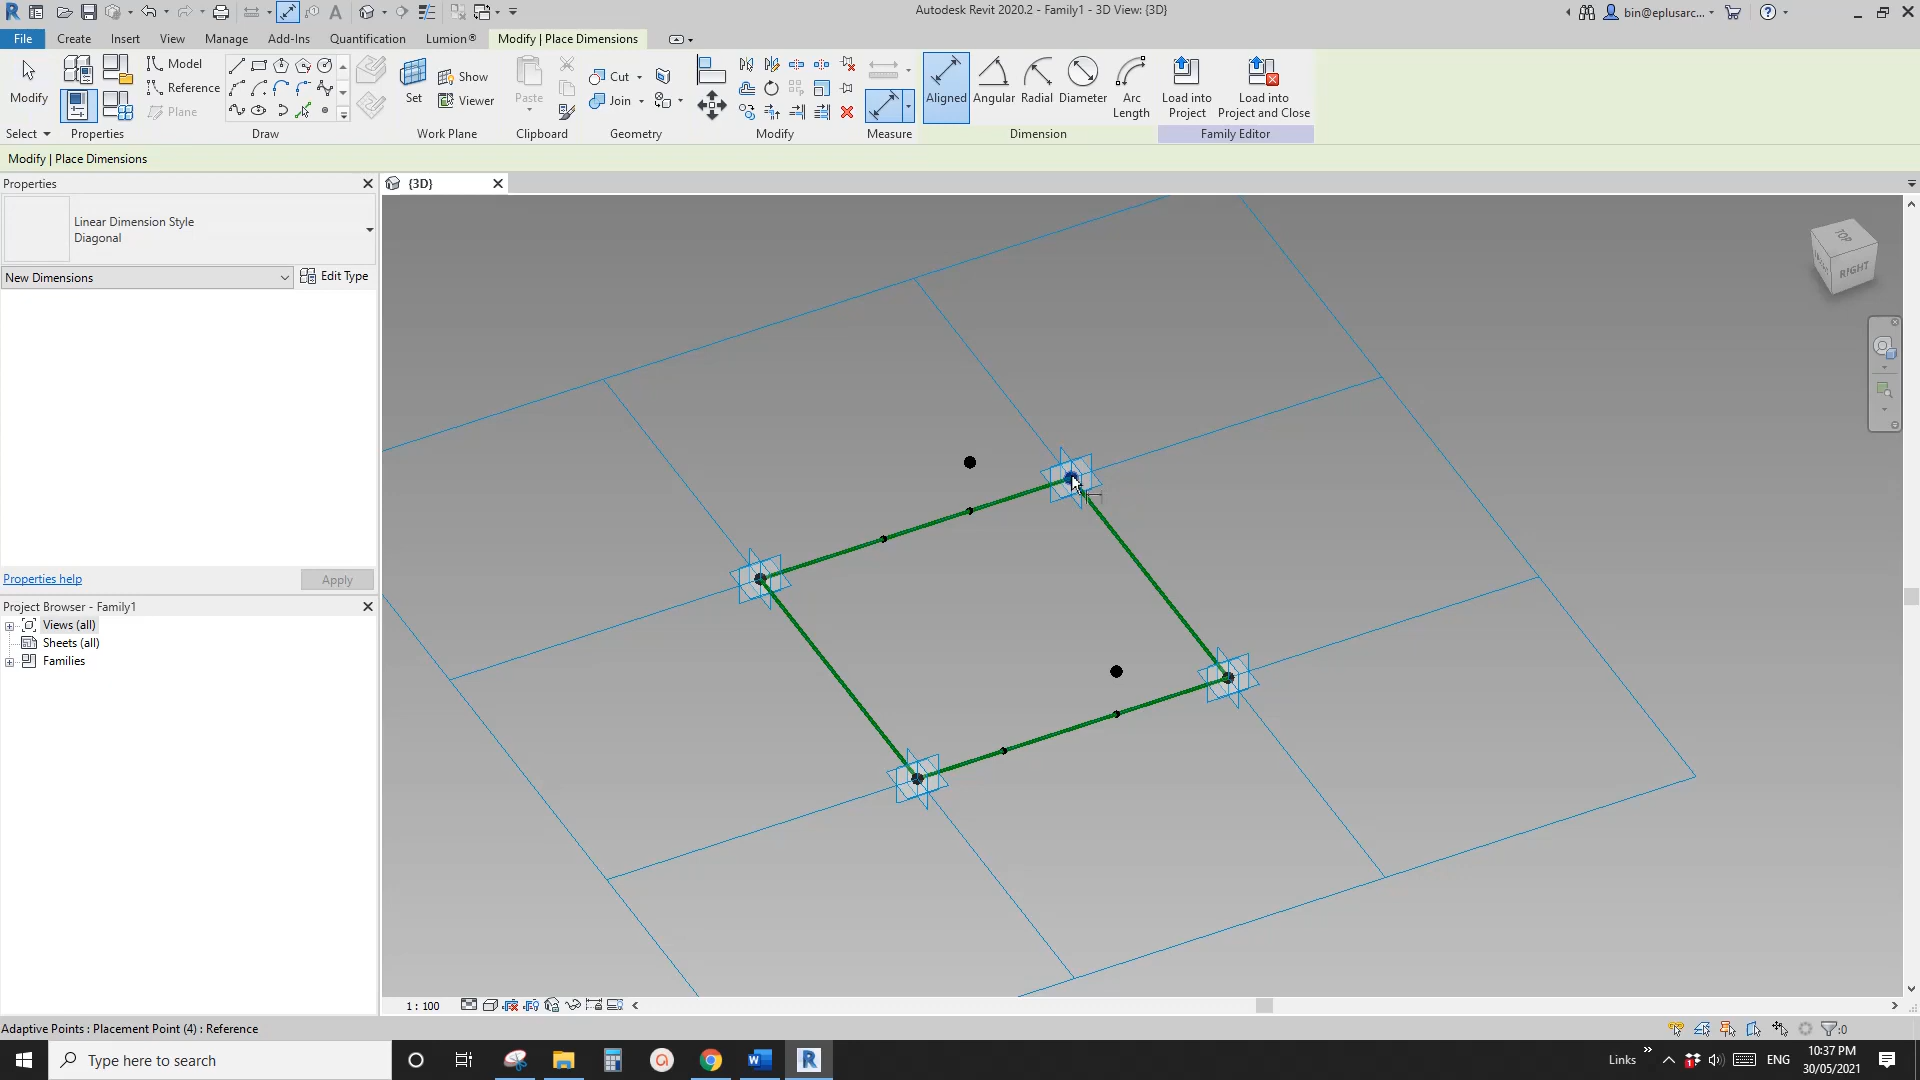 Autodesk Revit 2020.2 - Family1 - 3D View: {3D}
bin@eplusarc...
File
Create
Insert
View
Manage
Add-Ins
Quantification
Lumion®
Modify | Place Dimensions
Modify
Model
Reference
Plane
Set
Show
Viewer
Paste
Cut
Join
Aligned
Angular
Radial
Diameter
Arc
Length
Load into
Project
Load into
Project and Close
Select
Properties
Draw
Work Plane
Clipboard
Geometry
Modify
Measure
Dimension
Family Editor
Modify | Place Dimensions
Properties
Linear Dimension Style
Diagonal
New Dimensions
Edit Type
Properties help
Apply
Project Browser - Family1
Views (all)
Sheets (all)
Families
{3D}
TOP
RIGHT
1 : 100
Adaptive Points : Placement Point (4) : Reference
:0
Type here to search
Links
ENG
10:37 PM
30/05/2021